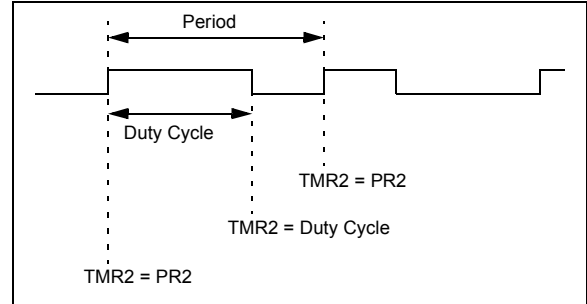 Period
Duty Cycle
TMR2 = PR2
TMR2 = Duty Cycle
TMR2 = PR2